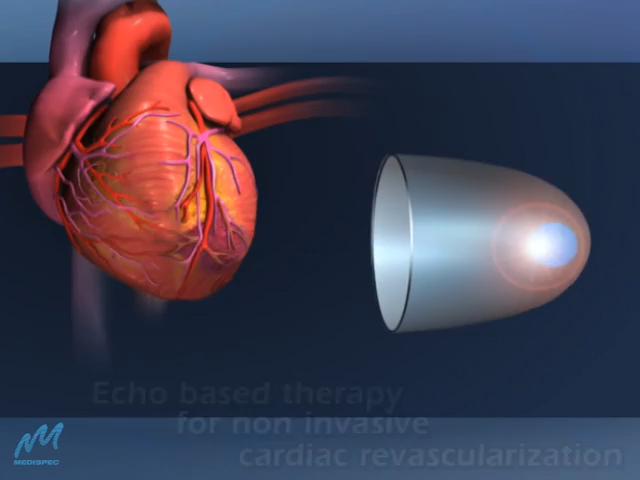 Echo based therapy
for non invasive
cardiac revascularization
MEDISPEC